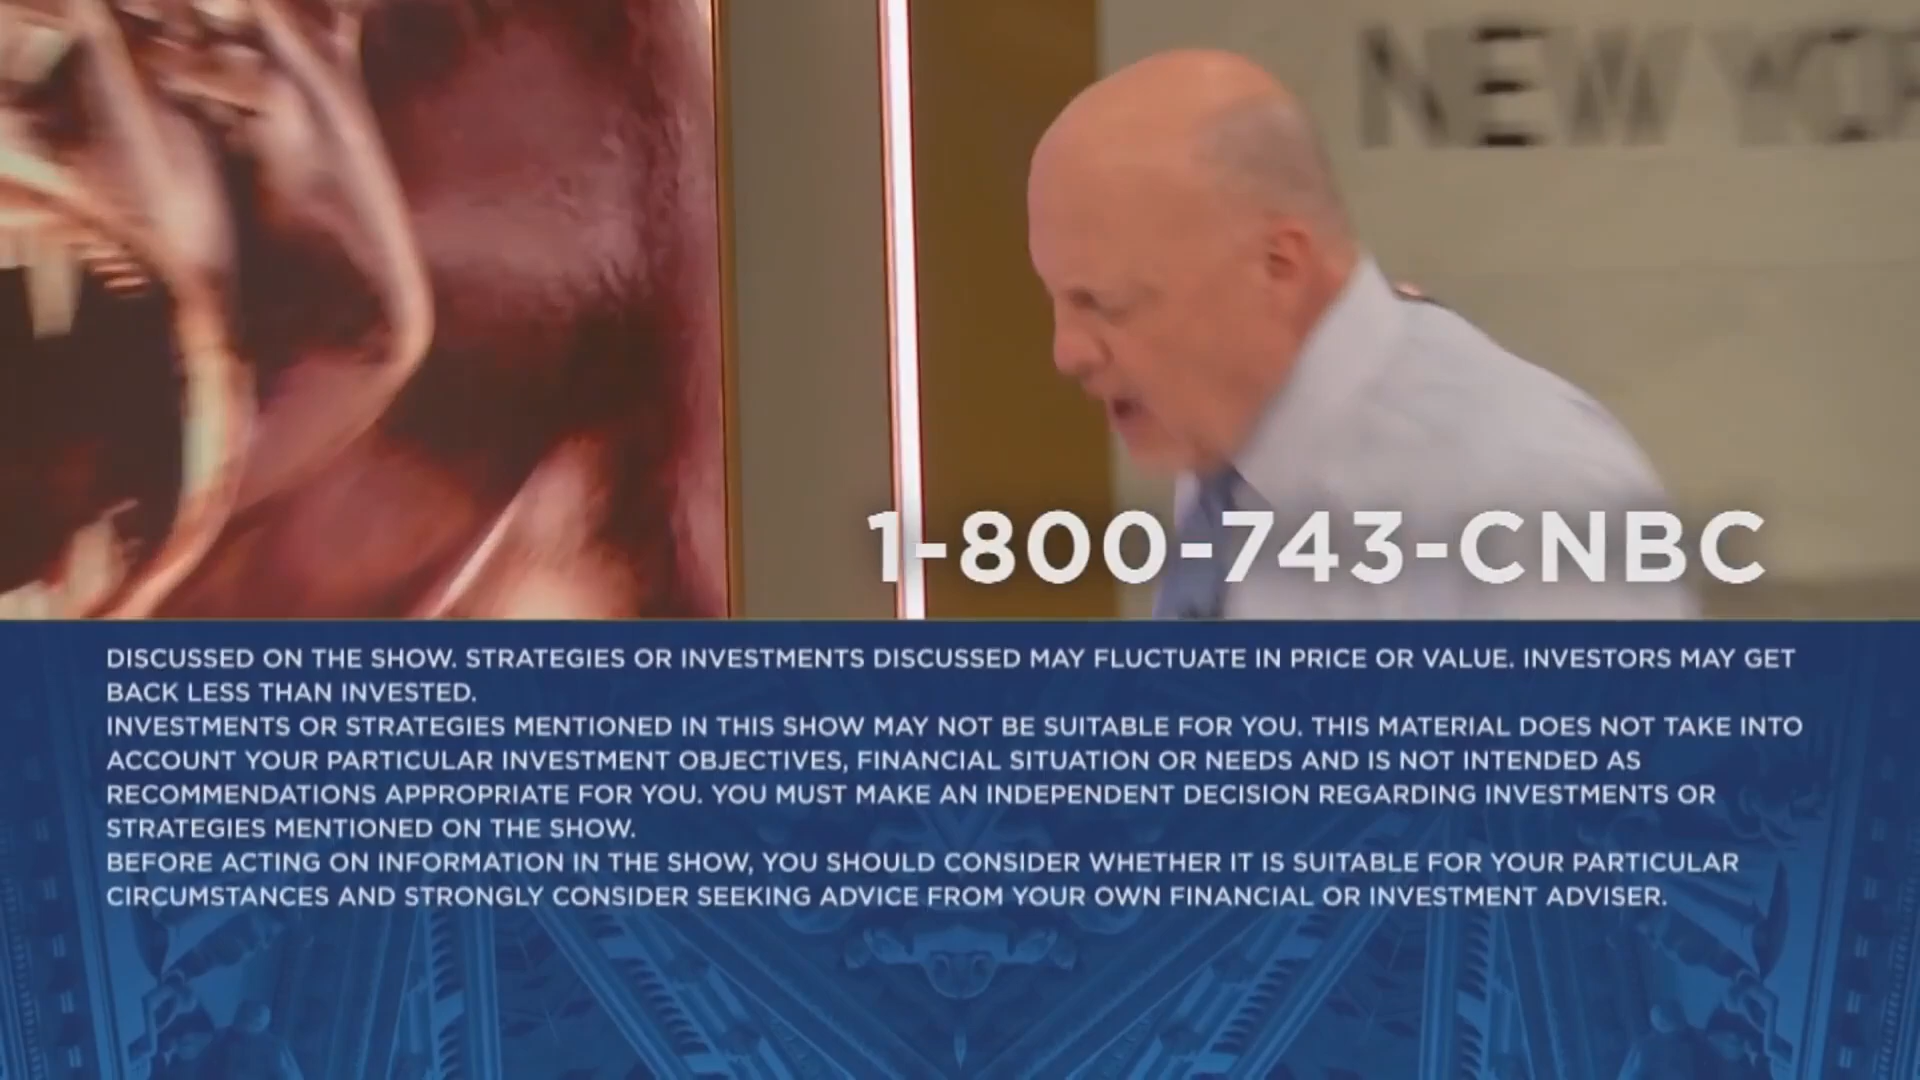 NEW YOR
1-800-743-CNBC
DISCUSSED ON THE SHOW. STRATEGIES OR INVESTMENTS DISCUSSED MAY FLUCTUATE IN PRICE OR VALUE. INVESTORS MAY GET
BACK LESS THAN INVESTED.
INVESTMENTS OR STRATEGIES MENTIONED IN THIS SHOW MAY NOT BE SUITABLE FOR YOU. THIS MATERIAL DOES NOT TAKE INTO
ACCOUNT YOUR PARTICULAR INVESTMENT OBJECTIVES, FINANCIAL SITUATION OR NEEDS AND IS NOT INTENDED AS
RECOMMENDATIONS APPROPRIATE FOR YOU. YOU MUST MAKE AN INDEPENDENT DECISION REGARDING INVESTMENTS OR
STRATEGIES MENTIONED ON THE SHOW.
BEFORE ACTING ON INFORMATION IN THE SHOW, YOU SHOULD CONSIDER WHETHER IT IS SUITABLE FOR YOUR PARTICULAR
CIRCUMSTANCES AND STRONGLY CONSIDER SEEKING ADVICE FROM YOUR OWN FINANCIAL OR INVESTMENT ADVISER.